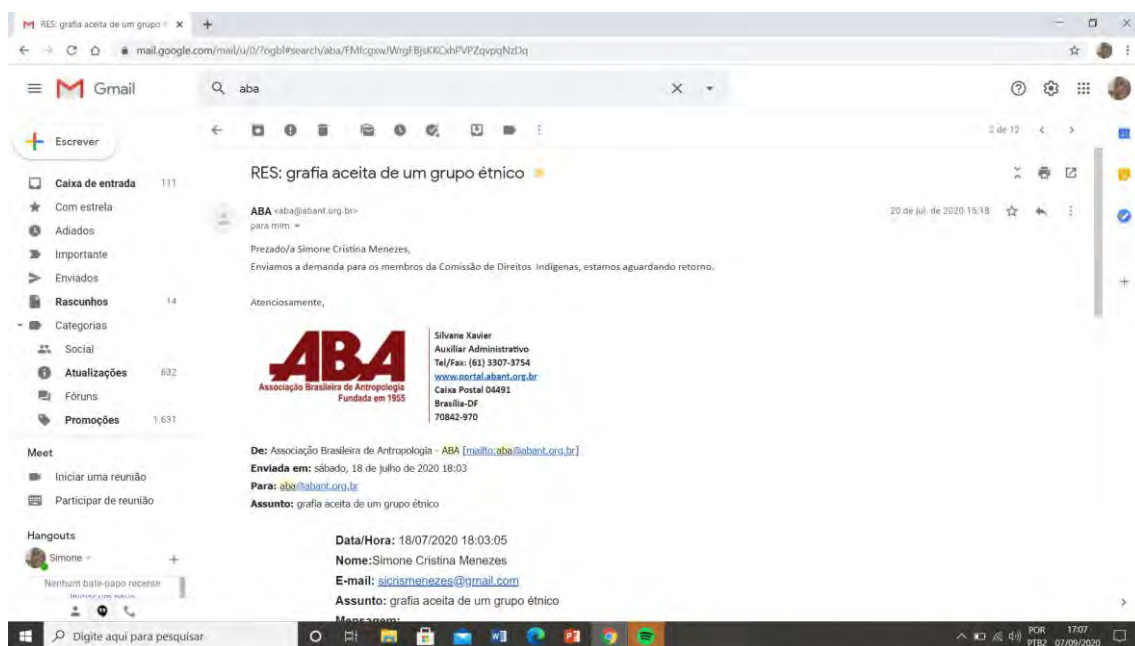 RES: grafia aceita de um grupo
mail.google.com/mail/u/0/?ogbl#search/aba/FMfcgxwJWrgFBjsKKCxhPVPZqvpqNzDq
Gmail
aba
Escrever
2 de 12
RES: grafia aceita de um grupo étnico
Caixa de entrada 111
Com estrela
Adiados
Importante
Enviados
Rascunhos 14
Categorias
Social
Atualizações 632
Fóruns
Promoções 1.631
Meet
Iniciar uma reunião
Participar de reunião
Hangouts
Simone
Nenhum bate-papo recente
ABA <aba@abant.org.br>
20 de jul. de 2020 15:18
para mim
Prezado/a Simone Cristina Menezes,
Enviamos a demanda para os membros da Comissão de Direitos Indígenas, estamos aguardando retorno.
Atenciosamente,
ABA
Associação Brasileira de Antropologia
Fundada em 1955
Silvane Xavier
Auxiliar Administrativo
Tel/Fax: (61) 3307-3754
www.portal.abant.org.br
Caixa Postal 04491
Brasília-DF
70842-970
De: Associação Brasileira de Antropologia - ABA [mailto:aba@abant.org.br]
Enviada em: sábado, 18 de julho de 2020 18:03
Para: aba@abant.org.br
Assunto: grafia aceita de um grupo étnico
Data/Hora: 18/07/2020 18:03:05
Nome:Simone Cristina Menezes
E-mail: sicrismenezes@gmail.com
Assunto: grafia aceita de um grupo étnico
Mensagem:
Digite aqui para pesquisar
POR
PTB2
17:07
07/09/2020